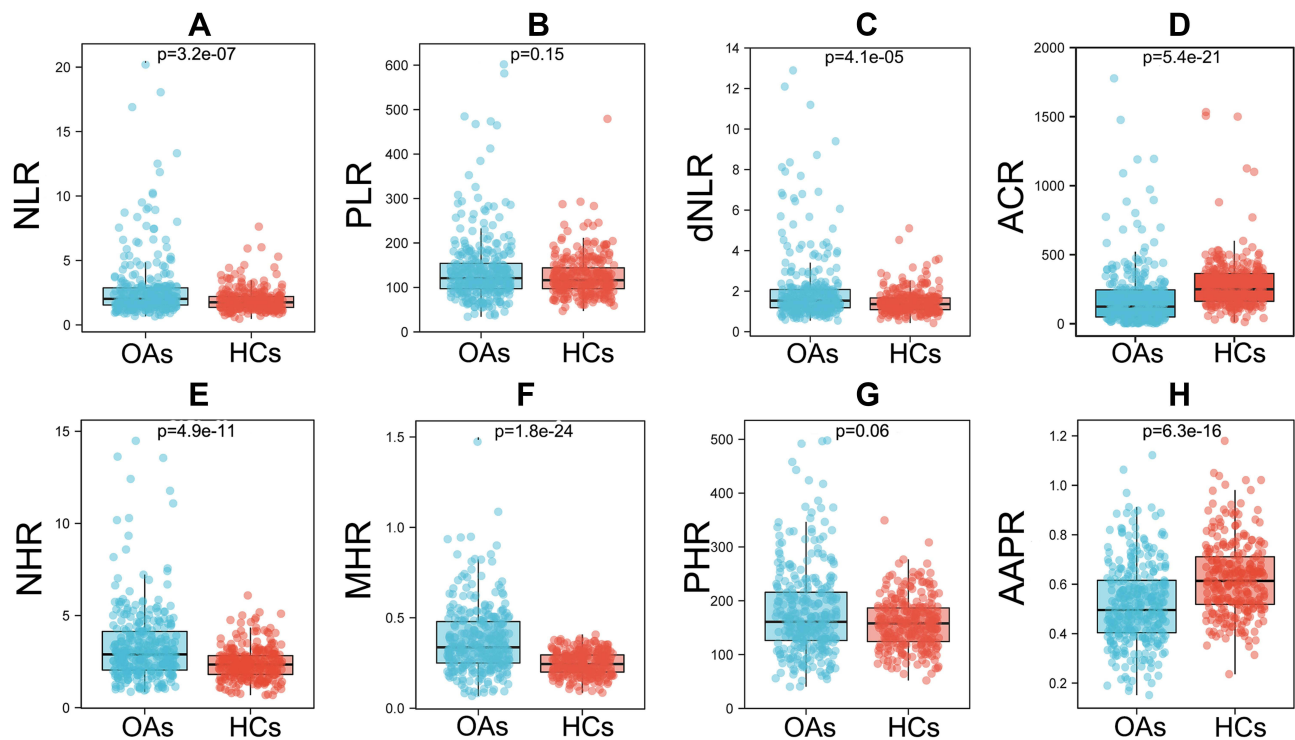 A
p=3.2e-07
NLR
20
15
10
5
0
OAs HCs
B
p=0.15
PLR
600
500
400
300
200
100
0
OAs HCs
C
p=4.1e-05
dNLR
14
12
10
8
6
4
2
0
OAs HCs
D
p=5.4e-21
ACR
2000
1500
1000
500
0
OAs HCs
E
p=4.9e-11
NHR
15
10
5
0
OAs HCs
F
p=1.8e-24
MHR
1.5
1.0
0.5
0.0
OAs HCs
G
p=0.06
PHR
500
400
300
200
100
0
OAs HCs
H
p=6.3e-16
AAPR
1.2
1.0
0.8
0.6
0.4
0.2
OAs HCs